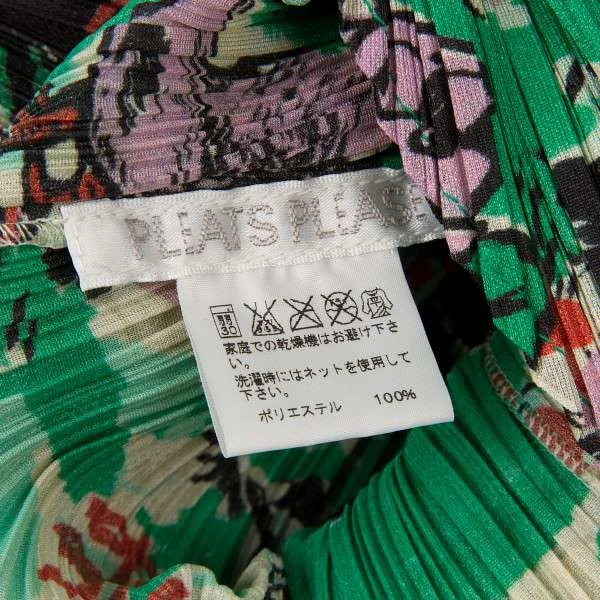 PLEATS PLEASE
家庭での乾燥機はお避け下さ
い。
洗濯時にはネットを使用して
下さい。
ポリエステル 100%